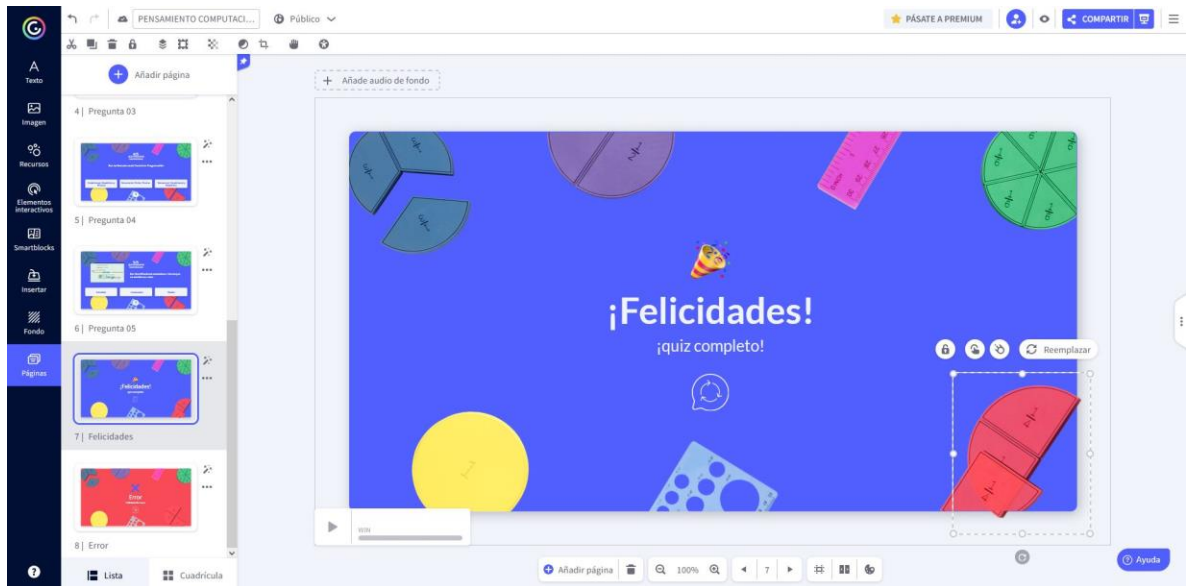 PENSAMIENTO COMPUTACI...
Público
PÁSATE A PREMIUM
COMPARTIR
Texto
Imagen
Recursos
Elementos
interactivos
Smartblocks
Insertar
Fondo
Páginas
Añadir página
4 | Pregunta 03
5 | Pregunta 04
6 | Pregunta 05
¡Felicidades!
7 | Felicidades
Error
8 | Error
Lista
Cuadrícula
Añade audio de fondo
¡Felicidades!
¡quiz completo!
Reemplazar
Añadir página
100%
7
Ayuda